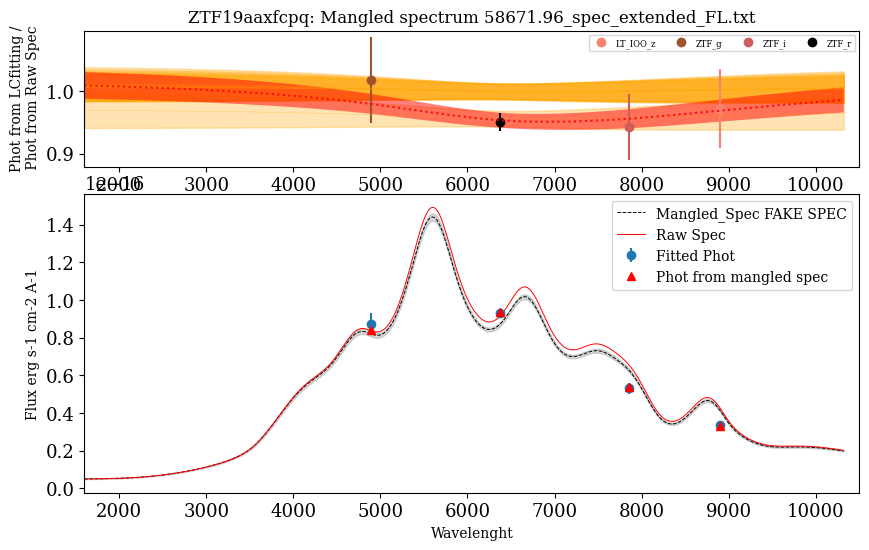 ZTF19aaxfcpq: Mangled spectrum 58671.96_spec_extended_FL.txt
Phot from LCfitting /
Phot from Raw Spec
LT_IOO_z ZTF_g ZTF_i ZTF_r
1.0
0.9
2000 3000 4000 5000 6000 7000 8000 9000 10000
1e−16
Mangled_Spec FAKE SPEC
Raw Spec
Fitted Phot
Phot from mangled spec
Flux erg s-1 cm-2 A-1
1.4
1.2
1.0
0.8
0.6
0.4
0.2
0.0
2000 3000 4000 5000 6000 7000 8000 9000 10000
Wavelenght